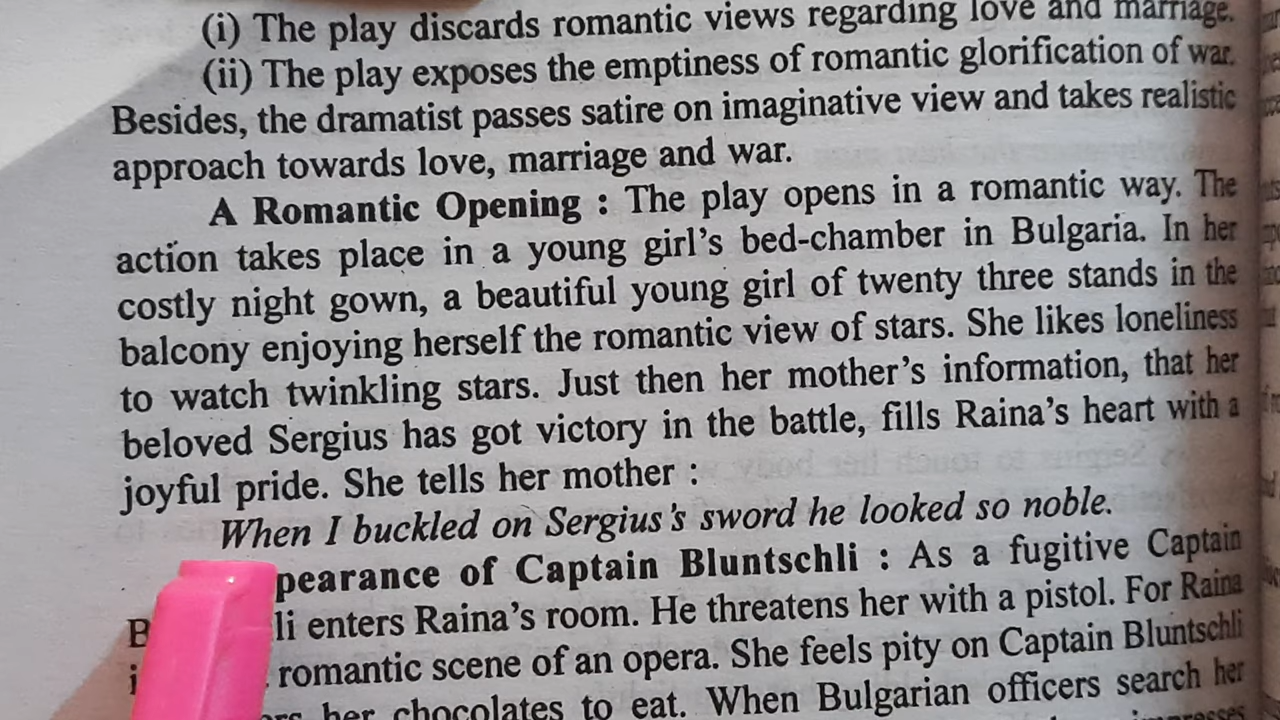 (i) The play discards romantic views regarding love and marriage.
(ii) The play exposes the emptiness of romantic glorification of war.
Besides, the dramatist passes satire on imaginative view and takes realistic
approach towards love, marriage and war.
A Romantic Opening : The play opens in a romantic way. The
action takes place in a young girl's bed-chamber in Bulgaria. In her
costly night gown, a beautiful young girl of twenty three stands in the
balcony enjoying herself the romantic view of stars. She likes loneliness
to watch twinkling stars. Just then her mother's information, that her
beloved Sergius has got victory in the battle, fills Raina's heart with a
joyful pride. She tells her mother :
When I buckled on Sergius's sword he looked so noble.
pearance of Captain Bluntschli : As a fugitive Captain
B li enters Raina's room. He threatens her with a pistol. For Raina
romantic scene of an opera. She feels pity on Captain Bluntschli
her chocolates to eat. When Bulgarian officers search her